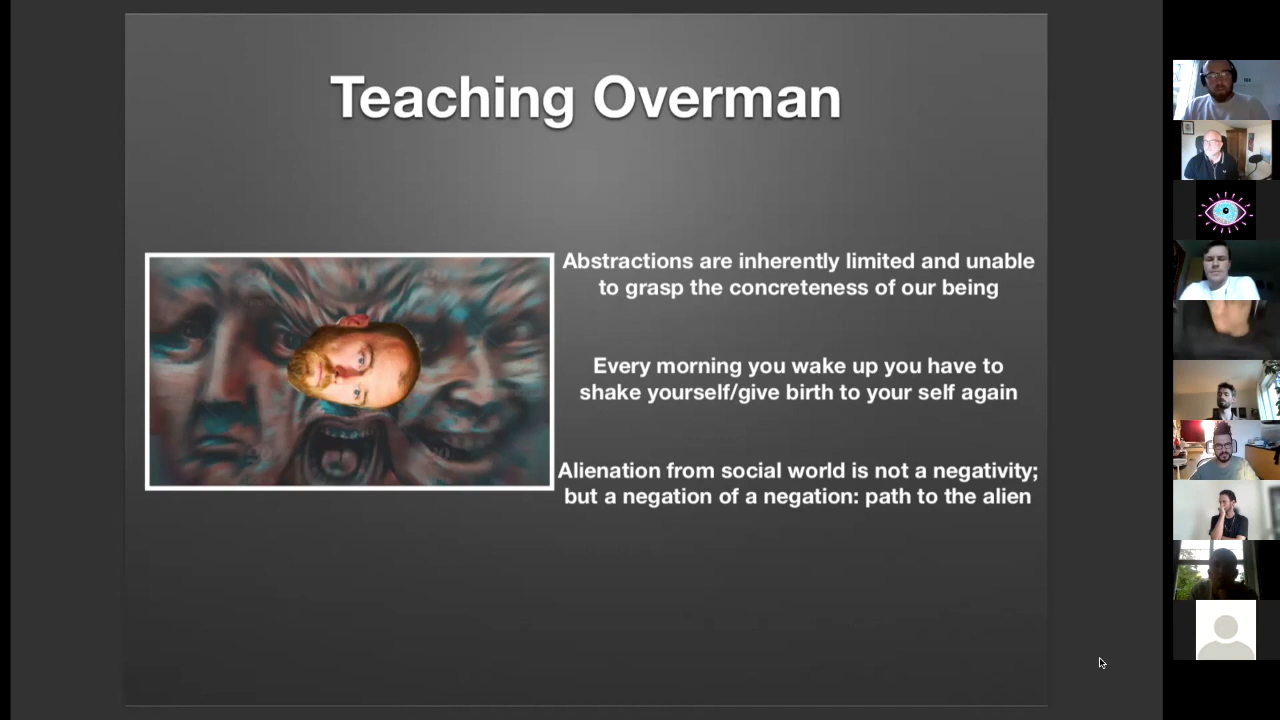 Teaching Overman
Abstractions are inherently limited and unable
to grasp the concreteness of our being
Every morning you wake up you have to
shake yourself/give birth to your self again
Alienation from social world is not a negativity;
but a negation of a negation: path to the alien